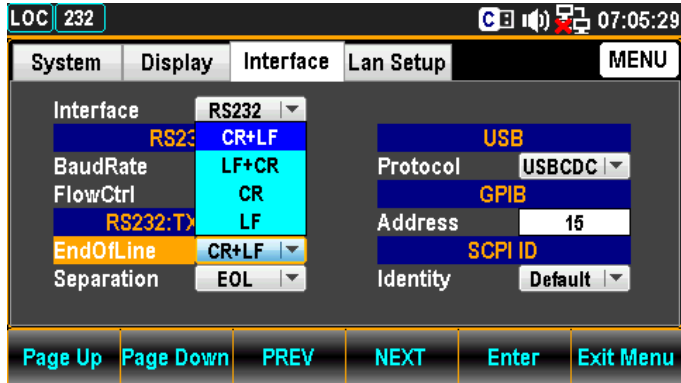 LOC 232 C 07:05:29
System Display Interface Lan Setup MENU
Interface RS232
CR+LF
LF+CR
CR
LF
USB
BaudRate Protocol USBCDC
FlowCtrl GPIB
RS232:TX Address 15
EndOfLine CR+LF SCPI ID
Separation EOL Identity Default
Page Up Page Down PREV NEXT Enter Exit Menu